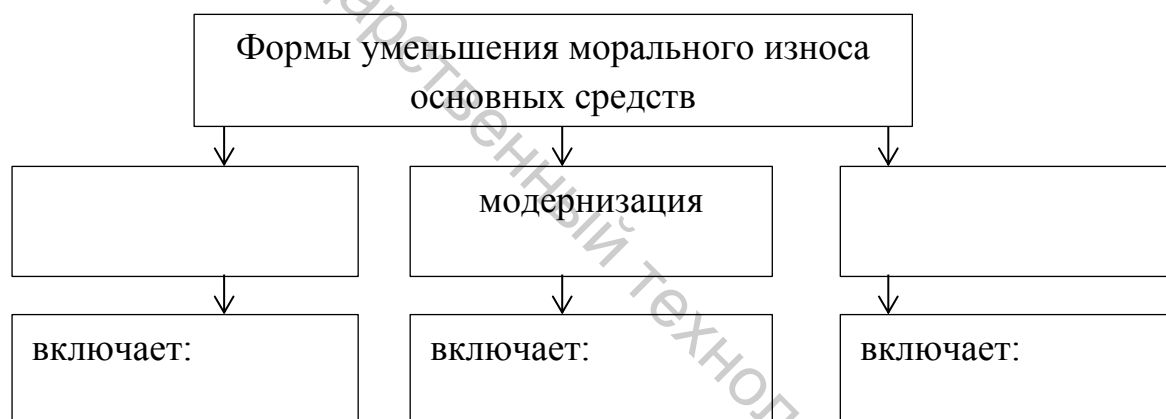 Формы уменьшения морального износа
основных средств
модернизация
включает:
включает:
включает: